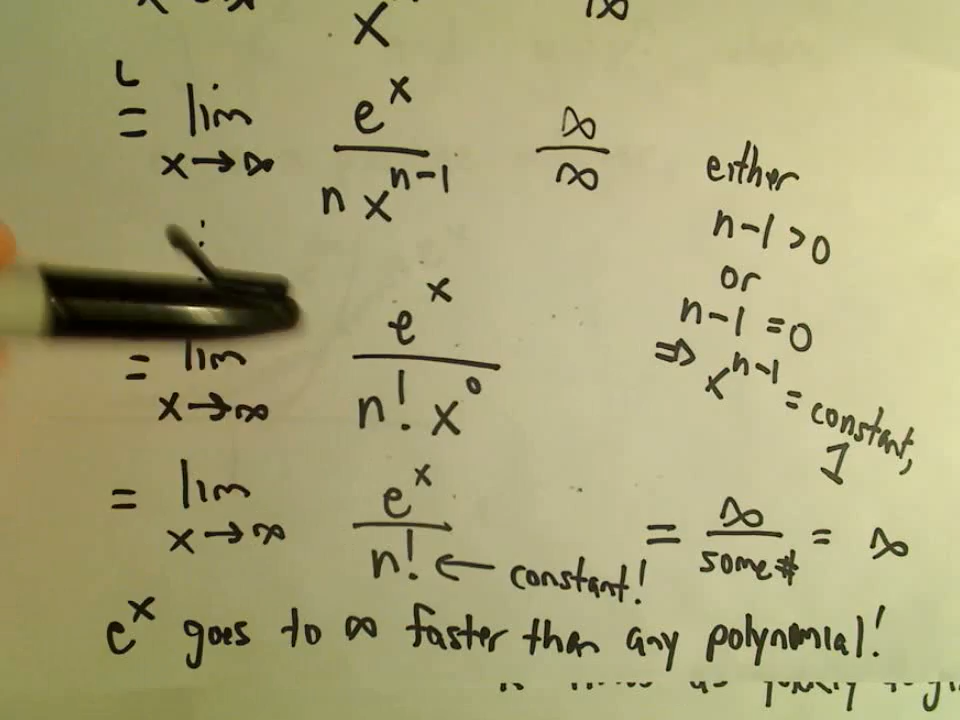 x
∞
L
= lim x→∞ e^x / n x^(n-1) ∞/∞
either
n-1>0
or
n-1=0
⇒ x^(n-1) = constant,
1
:
= lim x→∞ e^x / n! x^0
= lim x→∞ e^x / n! ← constant! = ∞ / some# = ∞
e^x goes to ∞ faster than any polynomial!